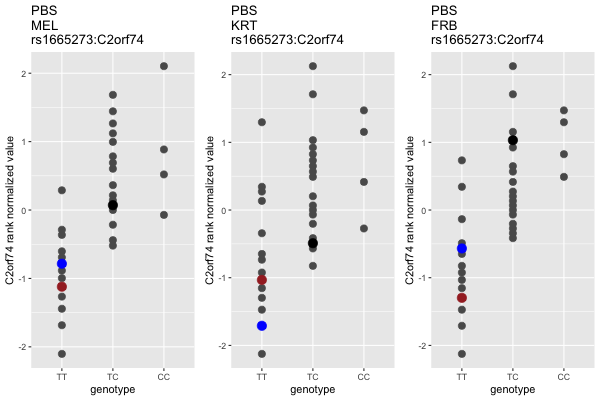 PBS
MEL
rs1665273:C2orf74
C2orf74 rank normalized value
2
1
0
-1
-2
TT
TC
CC
genotype
PBS
KRT
rs1665273:C2orf74
C2orf74 rank normalized value
2
1
0
-1
-2
TT
TC
CC
genotype
PBS
FRB
rs1665273:C2orf74
C2orf74 rank normalized value
2
1
0
-1
-2
TT
TC
CC
genotype